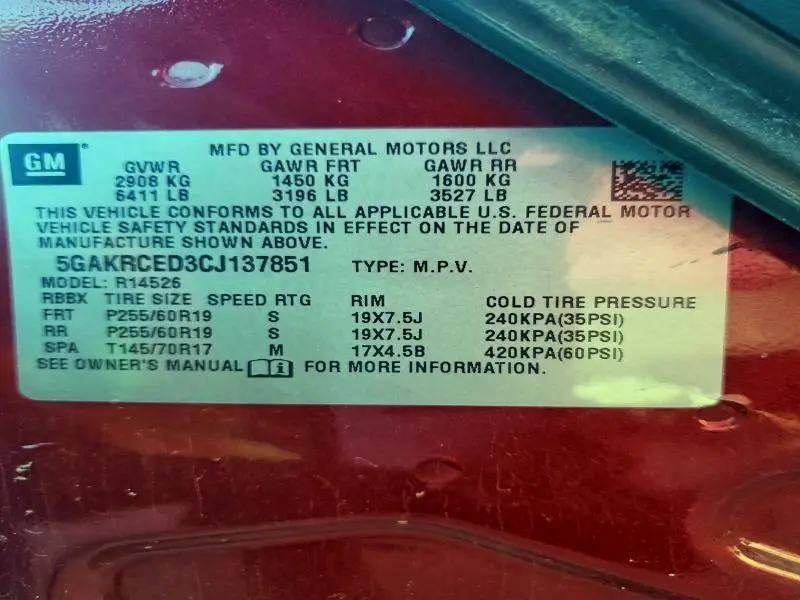 GM
MFD BY GENERAL MOTORS LLC
GVWR GAWR FRT GAWR RR
2908 KG 1450 KG 1600 KG
6411 LB 3196 LB 3527 LB
THIS VEHICLE CONFORMS TO ALL APPLICABLE U.S. FEDERAL MOTOR
VEHICLE SAFETY STANDARDS IN EFFECT ON THE DATE OF
MANUFACTURE SHOWN ABOVE.
5GAKRCED3CJ137851 TYPE: M.P.V.
MODEL: R14526
RBBX TIRE SIZE SPEED RTG RIM COLD TIRE PRESSURE
FRT P255/60R19 S 19X7.5J 240KPA(35PSI)
RR P255/60R19 S 19X7.5J 240KPA(35PSI)
SPA T145/70R17 M 17X4.5B 420KPA(60PSI)
SEE OWNER'S MANUAL i FOR MORE INFORMATION.